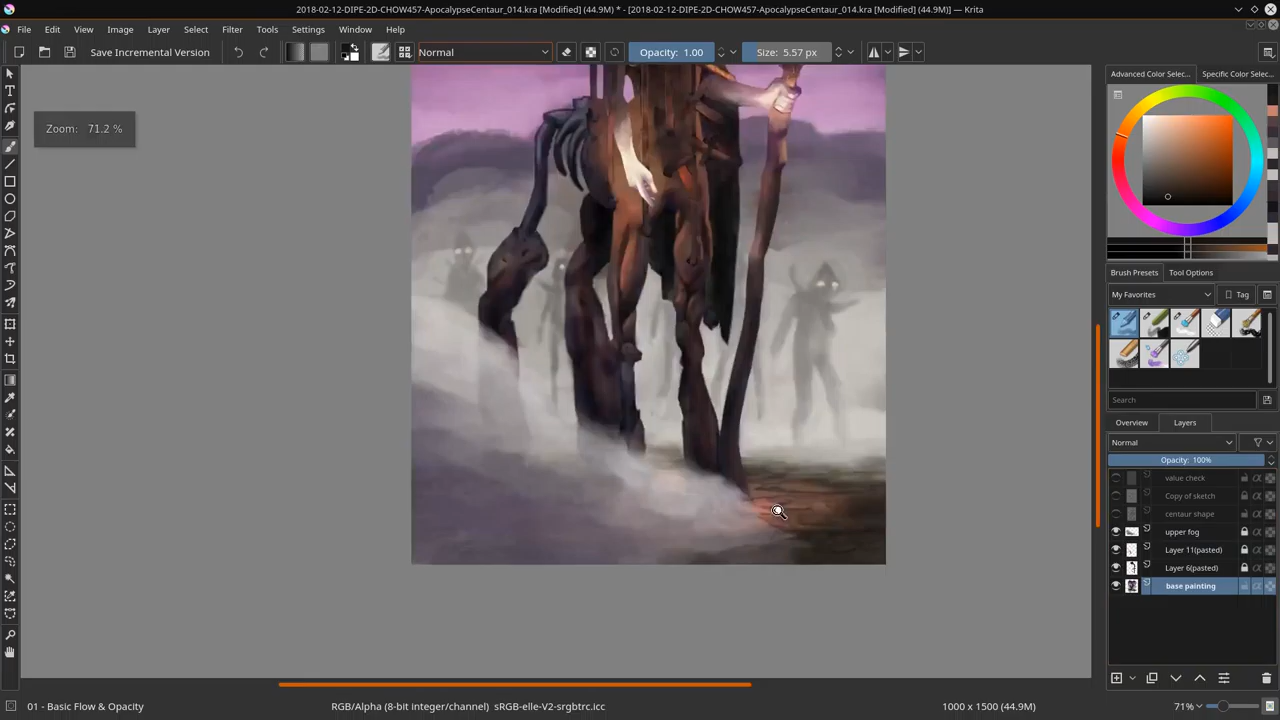 2018-02-12-DIPE-2D-CHOW457-ApocalypseCentaur_014.kra [Modified] (44.9M) * - [2018-02-12-DIPE-2D-CHOW457-ApocalypseCentaur_014.kra [Modified] (44.9M)] — Krita
File Edit View Image Layer Select Filter Tools Settings Window Help
Save Incremental Version Normal Opacity: 1.00 Size: 5.57 px
Advanced Color Selec... Specific Color Selec...
Zoom: 71.2 %
Brush Presets Tool Options
My Favorites Tag
Search
Overview Layers
Normal
Opacity: 100%
value check
Copy of sketch
centaur shape
upper fog
Layer 11(pasted)
Layer 6(pasted)
base painting
01 - Basic Flow & Opacity RGB/Alpha (8-bit integer/channel) sRGB-elle-V2-srgbtrc.icc 1000 x 1500 (44.9M) 71%